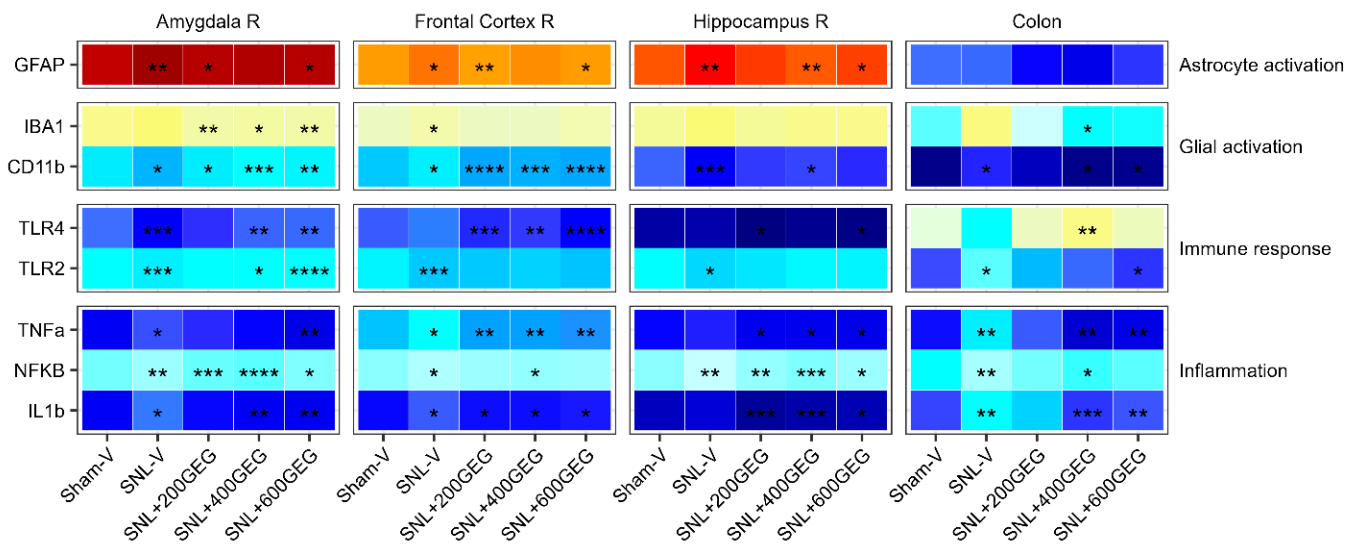 Amygdala R Frontal Cortex R Hippocampus R Colon
GFAP ** * * * ** * ** ** * Astrocyte activation
IBA1 ** * ** * * Glial activation
CD11b * * *** ** * **** *** **** *** * * * *
TLR4 *** ** ** *** ** **** * * ** Immune response
TLR2 *** * **** *** * * *
TNFa * ** * ** ** ** * * * ** ** **
NFKB ** *** **** * * * ** ** *** * ** * Inflammation
IL1b * ** ** * * * * *** *** * ** *** **
Sham-V SNL-V SNL+200GEG SNL+400GEG SNL+600GEG Sham-V SNL-V SNL+200GEG SNL+400GEG SNL+600GEG Sham-V SNL-V SNL+200GEG SNL+400GEG SNL+600GEG Sham-V SNL-V SNL+200GEG SNL+400GEG SNL+600GEG